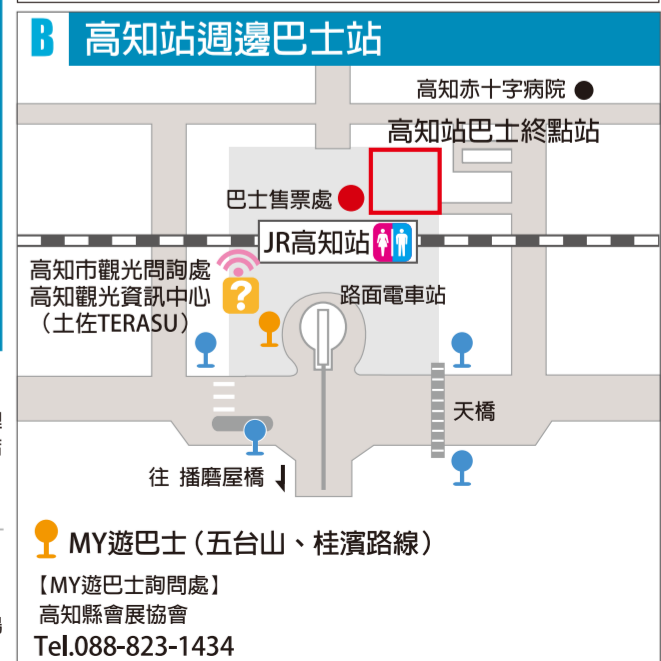 B 高知站週邊巴士站
高知赤十字病院
高知站巴士終點站
巴士售票處
JR高知站
高知市觀光問詢處
高知觀光資訊中心
（土佐TERASU）
?
路面電車站
天橋
往 播磨屋橋
MY遊巴士（五台山、桂濱路線）
【MY遊巴士詢問處】
高知縣會展協會
Tel.088-823-1434